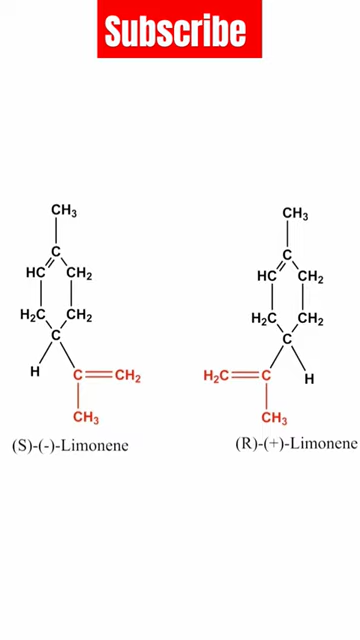 Subscribe
CH3
C
HC CH2
H2C CH2
C
H
C CH2
CH3
(S)-(-)-Limonene
CH3
C
HC CH2
H2C CH2
C
H2C C H
CH3
(R)-(+)-Limonene